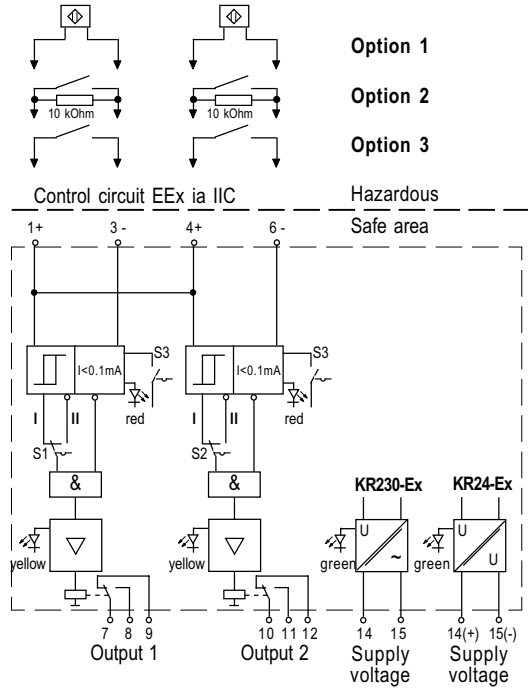 Option 1
Option 2
10 kOhm 10 kOhm
Option 3
Control circuit EEx ia IIC Hazardous
1+ 3 - 4+ 6 - Safe area
S3 S3
I<0.1mA I<0.1mA
I II red I II red
S1 S2
& &
KR230-Ex KR24-Ex
U ~ U U
yellow yellow green green
7 8 9 10 11 12 14 15 14(+) 15(-)
Output 1 Output 2 Supply Supply
voltage voltage